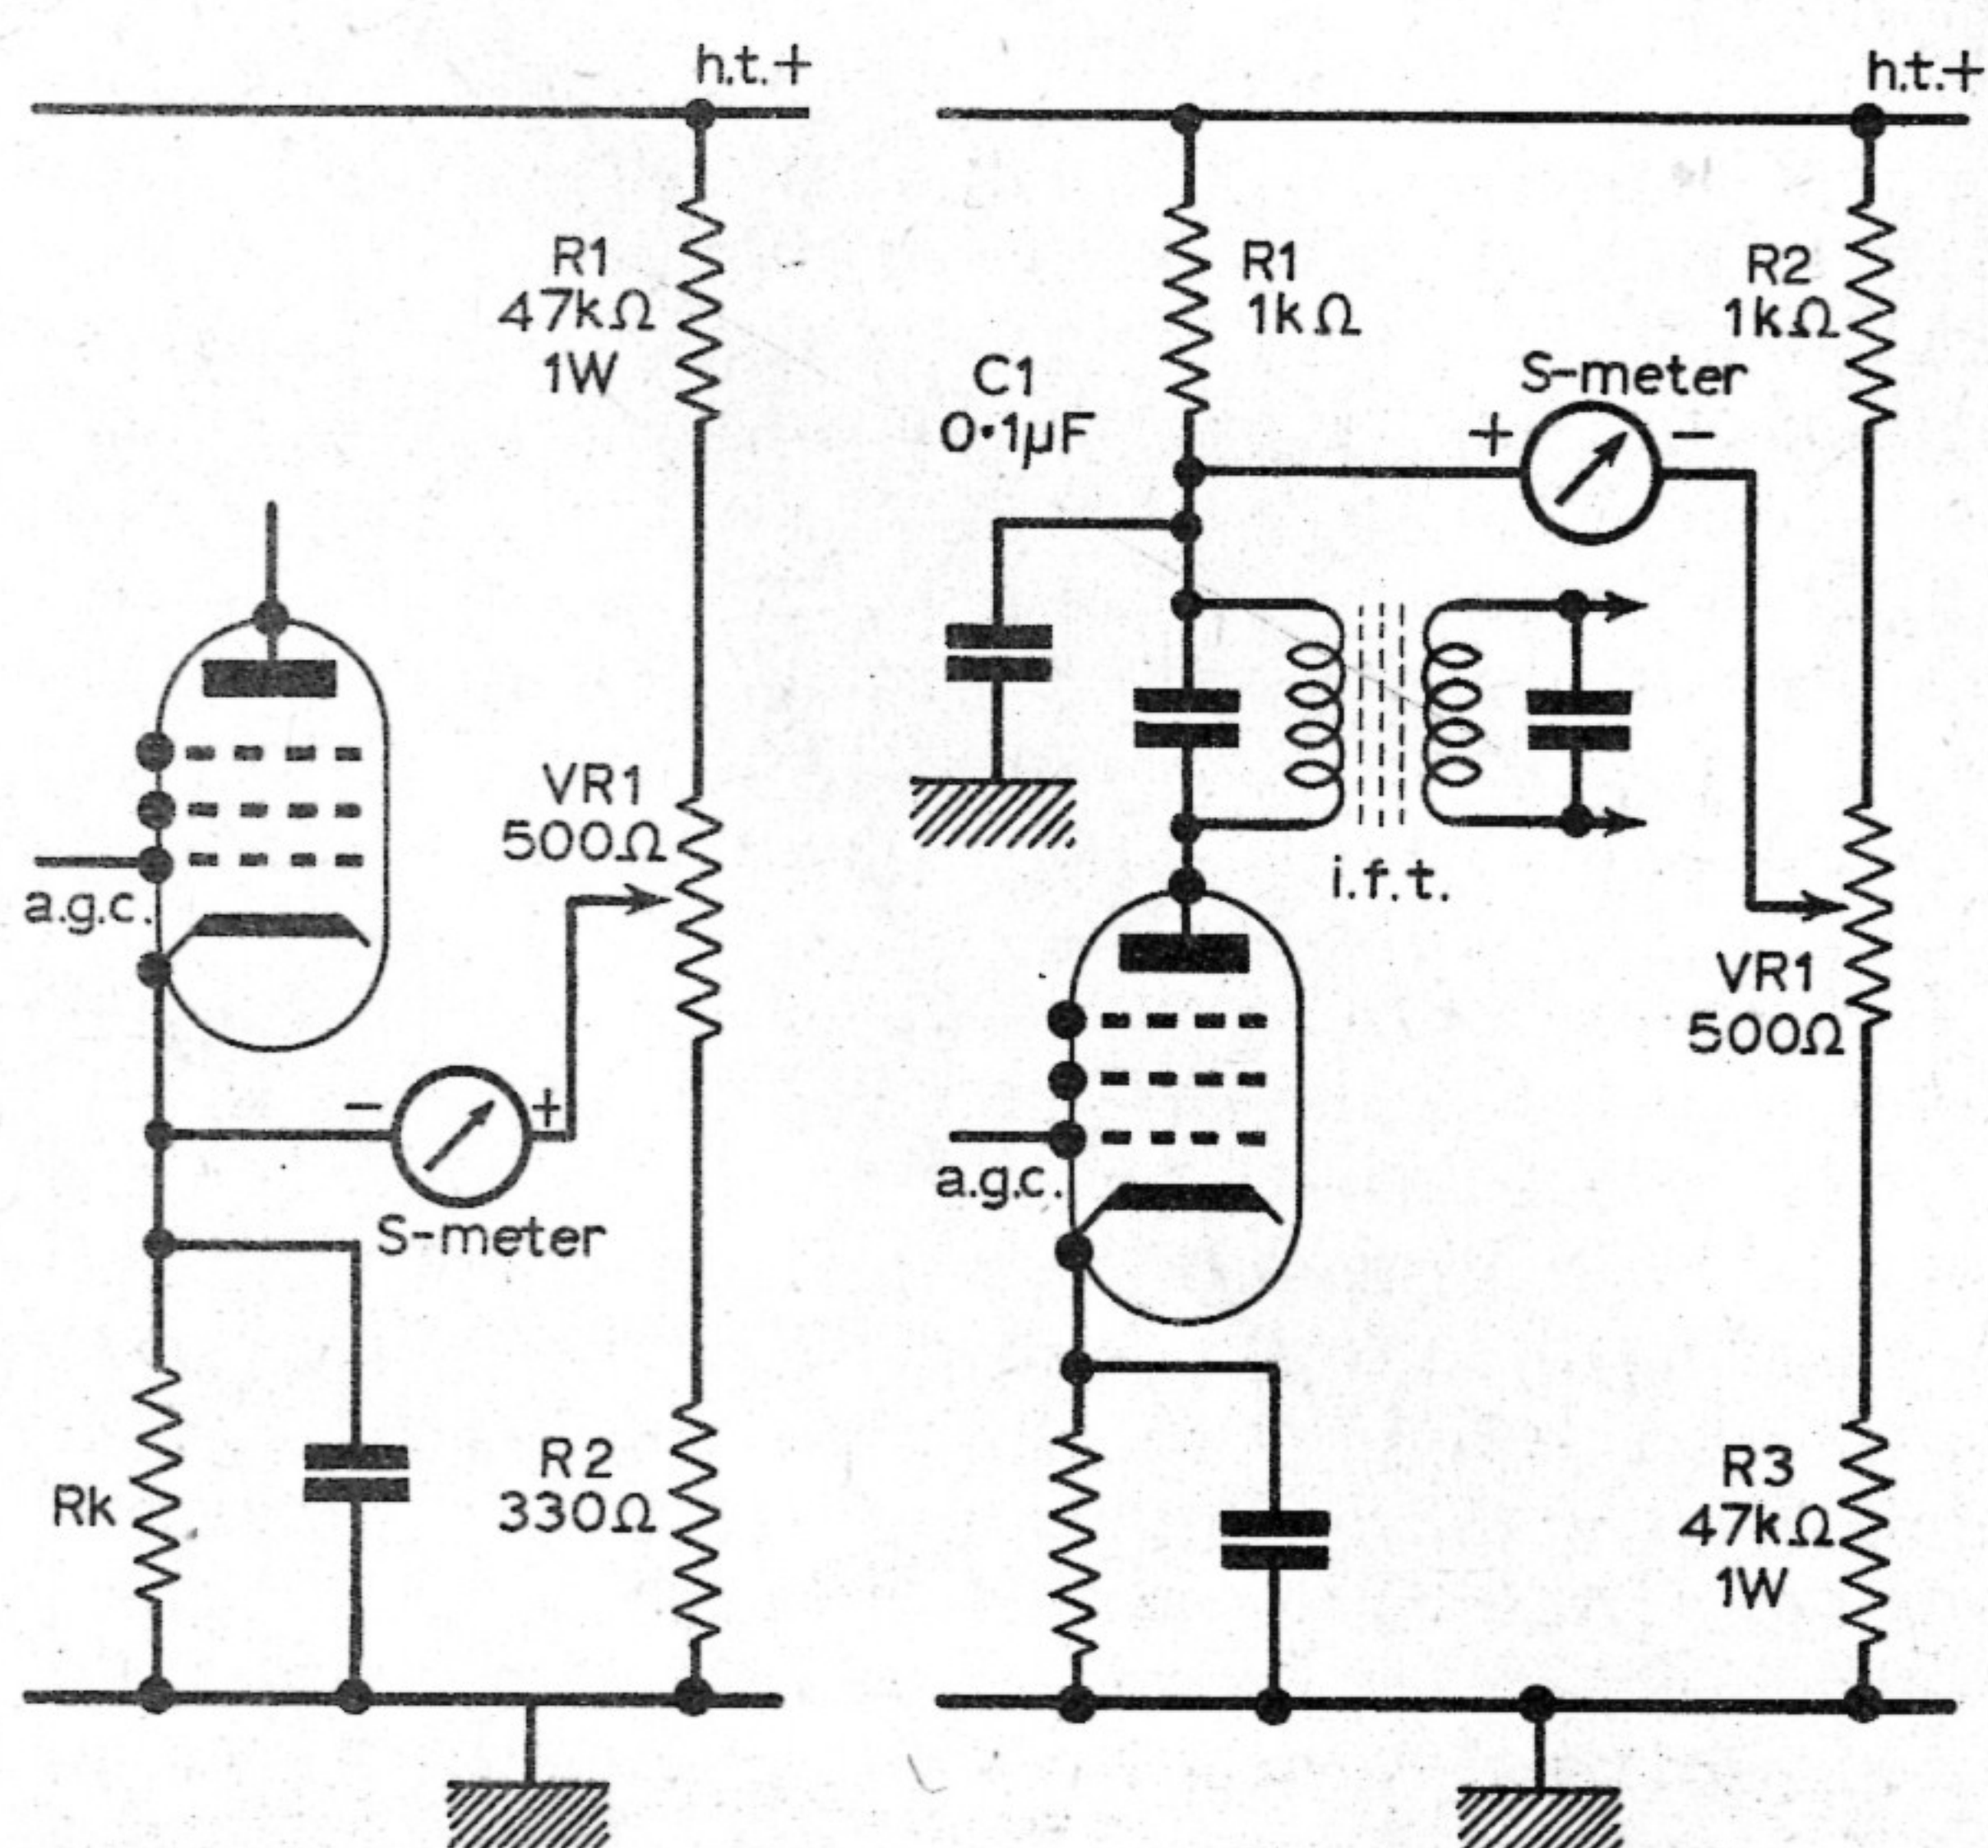 h.t.+
R1
47kΩ
1W
VR1
500Ω
a.g.c.
− +
S-meter
Rk
R2
330Ω
h.t.+
R1
1kΩ
R2
1kΩ
C1
0·1µF
S-meter
+ −
i.f.t.
VR1
500Ω
a.g.c.
R3
47kΩ
1W